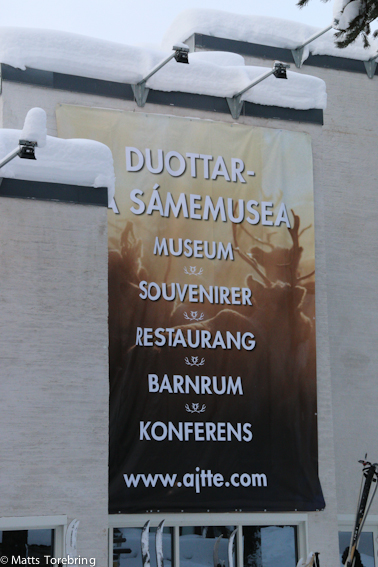 DUOTTAR-
A SÁMEMUSEA
MUSEUM
SOUVENIRER
RESTAURANG
BARNRUM
KONFERENS
www.ajtte.com
© Matts Torebring